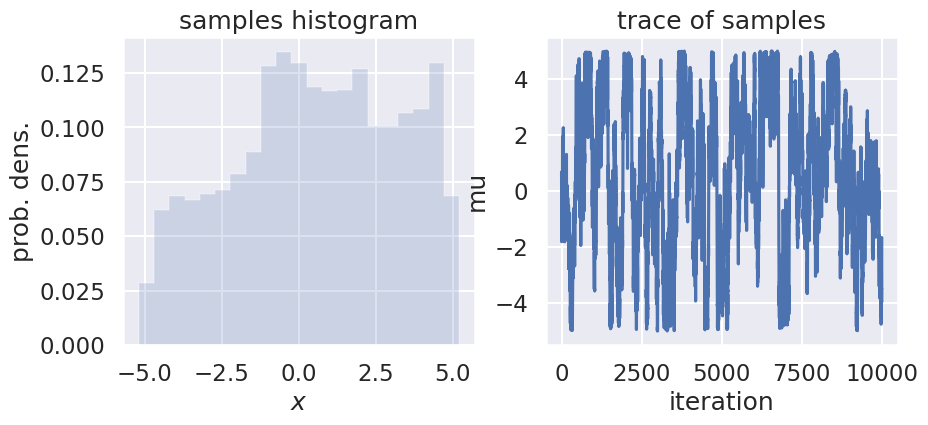 samples histogram
prob. dens.
0.125
0.100
0.075
0.050
0.025
0.000
−5.0 −2.5 0.0 2.5 5.0
x
trace of samples
mu
4
2
0
−2
−4
0 2500 5000 7500 10000
iteration